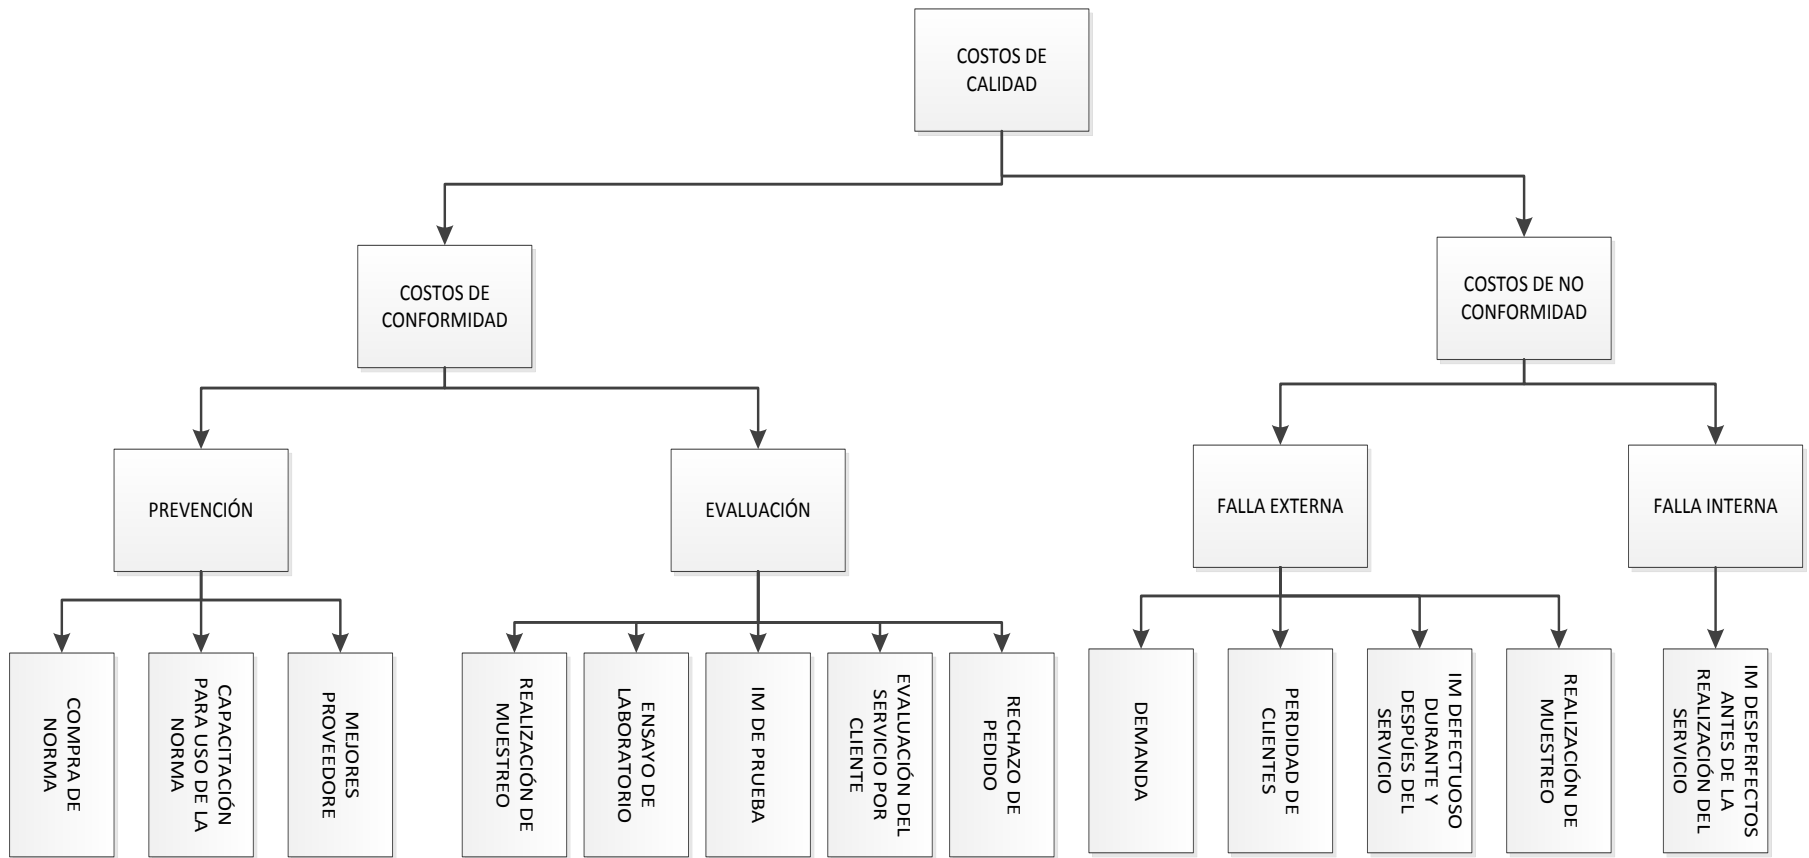 COSTOS DE
CALIDAD
COSTOS DE
CONFORMIDAD
COSTOS DE NO
CONFORMIDAD
PREVENCIÓN
EVALUACIÓN
FALLA EXTERNA
FALLA INTERNA
COMPRA DE
NORMA
CAPACITACIÓN
PARA USO DE LA
NORMA
MEJORES
PROVEEDORE
REALIZACIÓN DE
MUESTREO
ENSAYO DE
LABORATORIO
IM DE PRUEBA
EVALUACIÓN DEL
SERVICIO POR
CLIENTE
RECHAZO DE
PEDIDO
DEMANDA
PERDIDAD DE
CLIENTES
IM DEFECTUOSO
DURANTE Y
DESPÚES DEL
SERVICIO
REALIZACIÓN DE
MUESTREO
IM DESPERFECTOS
ANTES DE LA
REALIZACIÓN DEL
SERVICIO